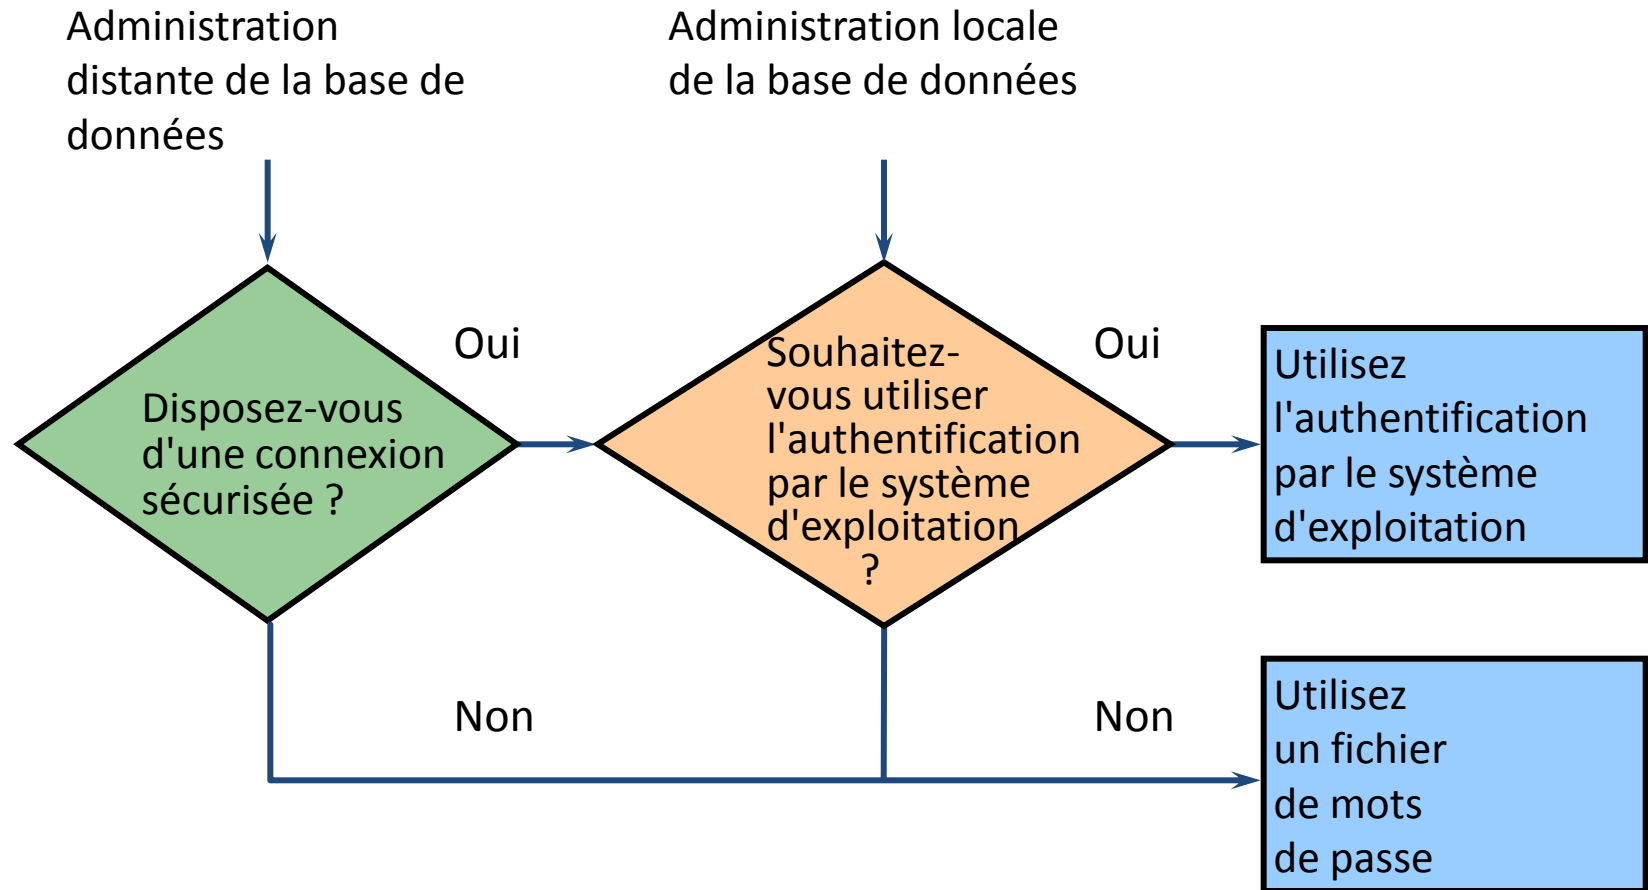 Administration
distante de la base de
données
Administration locale
de la base de données
Disposez-vous
d'une connexion
sécurisée ?
Oui
Souhaitez-
vous utiliser
l'authentification
par le système
d'exploitation
?
Oui
Utilisez
l'authentification
par le système
d'exploitation
Non
Non
Utilisez
un fichier
de mots
de passe